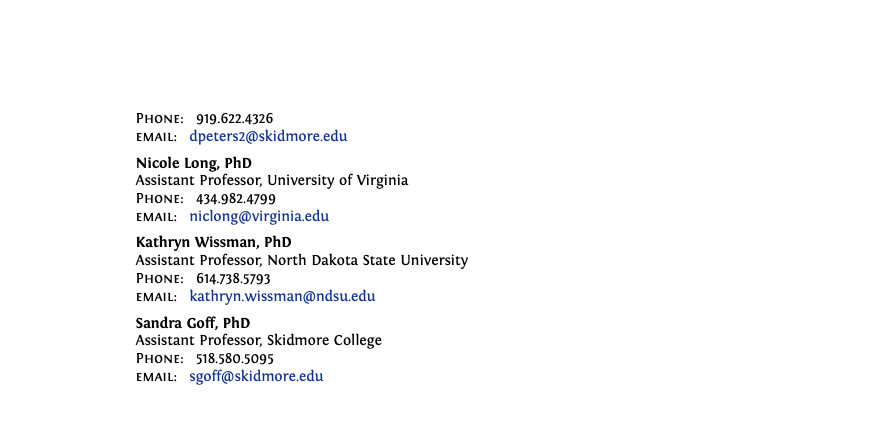 Phone: 919.622.4326
email: dpeters2@skidmore.edu
Nicole Long, PhD
Assistant Professor, University of Virginia
Phone: 434.982.4799
email: niclong@virginia.edu
Kathryn Wissman, PhD
Assistant Professor, North Dakota State University
Phone: 614.738.5793
email: kathryn.wissman@ndsu.edu
Sandra Goff, PhD
Assistant Professor, Skidmore College
Phone: 518.580.5095
email: sgoff@skidmore.edu